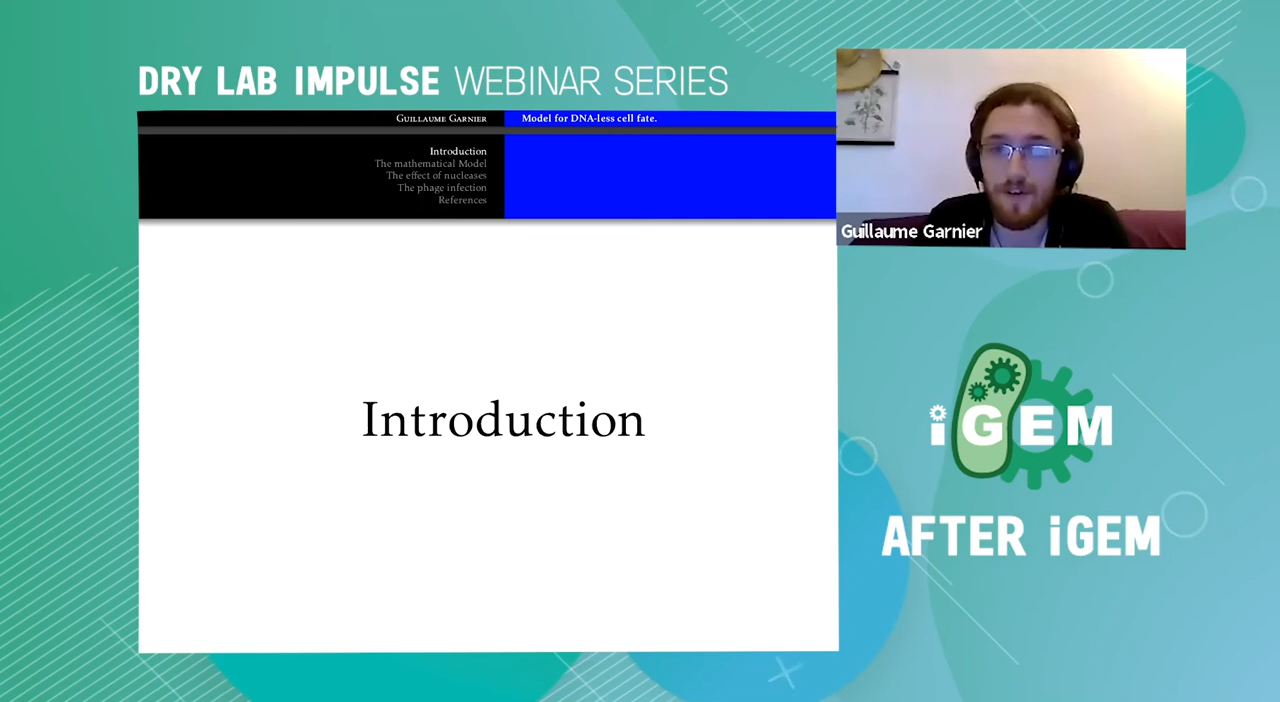 DRY LAB IMPULSE WEBINAR SERIES
GUILLAUME GARNIER
Model for DNA-less cell fate.
Introduction
The mathematical Model
The effect of nucleases
The phage infection
References
Introduction
Guillaume Garnier
iGEM
AFTER iGEM